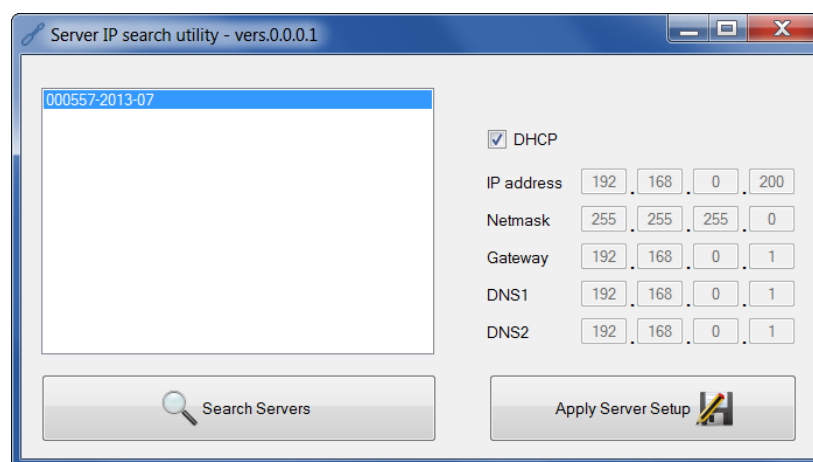 Server IP search utility - vers.0.0.0.1
000557-2013-07
DHCP
IP address 192 . 168 . 0 . 200
Netmask 255 . 255 . 255 . 0
Gateway 192 . 168 . 0 . 1
DNS1 192 . 168 . 0 . 1
DNS2 192 . 168 . 0 . 1
Search Servers
Apply Server Setup